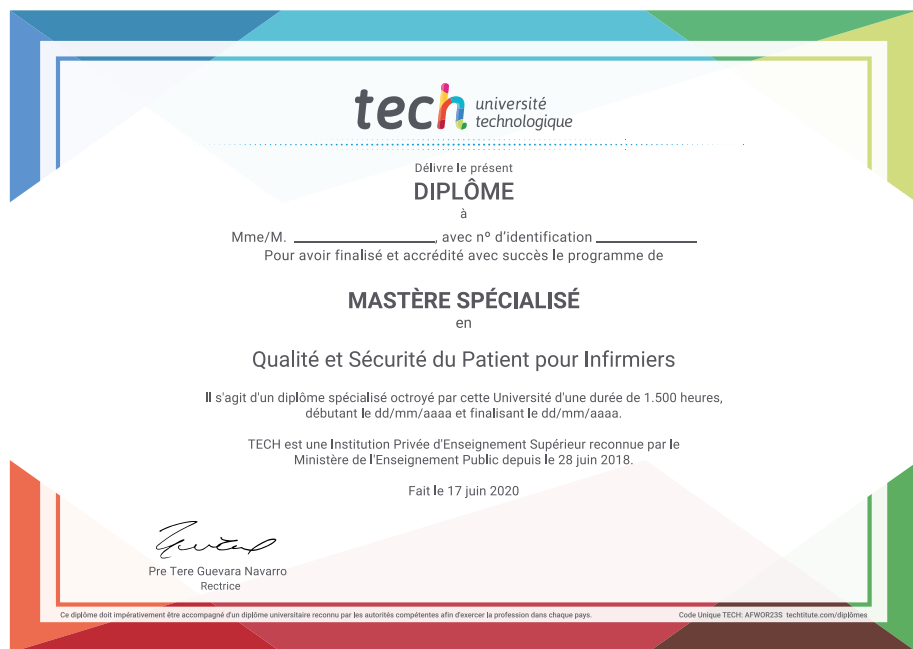 tech université
technologique
Délivre le présent
DIPLÔME
à
Mme/M. ____________________, avec nº d'identification ______________
Pour avoir finalisé et accrédité avec succès le programme de
MASTÈRE SPÉCIALISÉ
en
Qualité et Sécurité du Patient pour Infirmiers
Il s'agit d'un diplôme spécialisé octroyé par cette Université d'une durée de 1.500 heures,
débutant le dd/mm/aaaa et finalisant le dd/mm/aaaa.
TECH est une Institution Privée d'Enseignement Supérieur reconnue par le
Ministère de l'Enseignement Public depuis le 28 juin 2018.
Fait le 17 juin 2020
Pre Tere Guevara Navarro
Rectrice
Ce diplôme doit impérativement être accompagné d'un diplôme universitaire reconnu par les autorités compétentes afin d'exercer la profession dans chaque pays. Code Unique TECH: AFWOR23S techtitute.com/diplômes